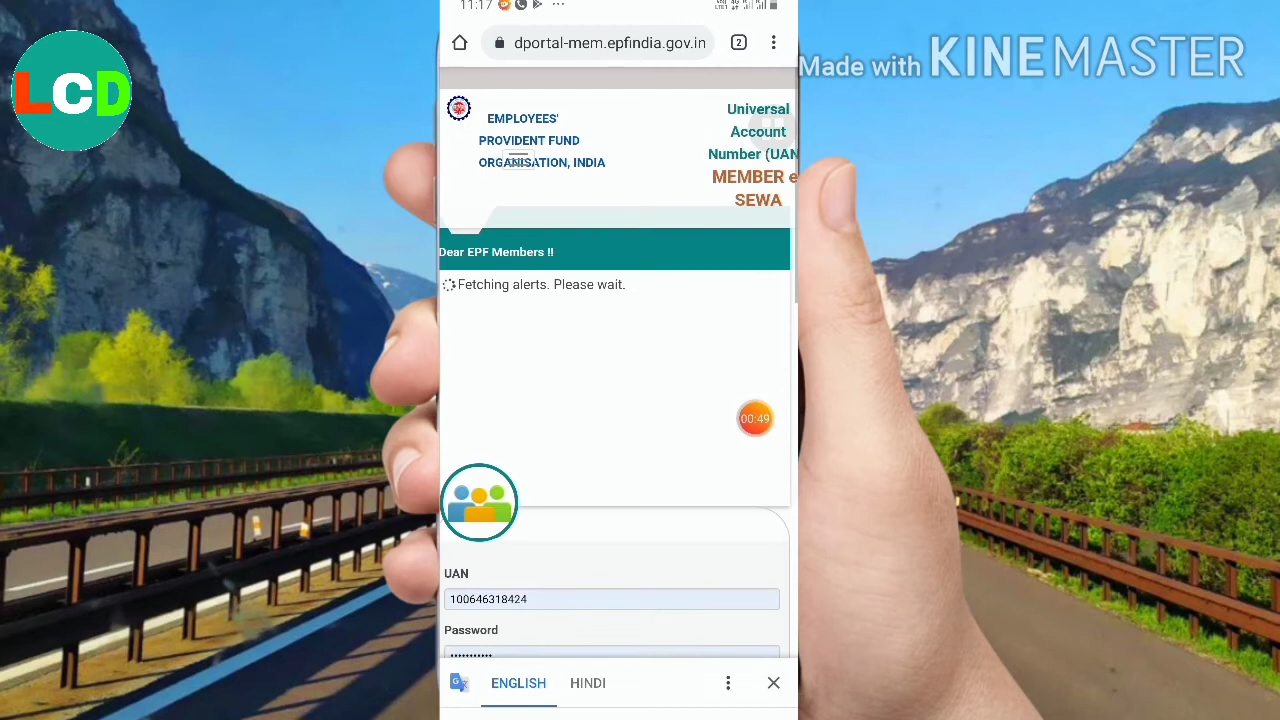 LCD
Made with KINEMASTER
11:17
dportal-mem.epfindia.gov.in
2
EMPLOYEES'
PROVIDENT FUND
ORGANISATION, INDIA
Universal
Account
Number (UAN
MEMBER e
SEWA
Dear EPF Members !!
Fetching alerts. Please wait.
00:49
UAN
100646318424
Password
ENGLISH HINDI